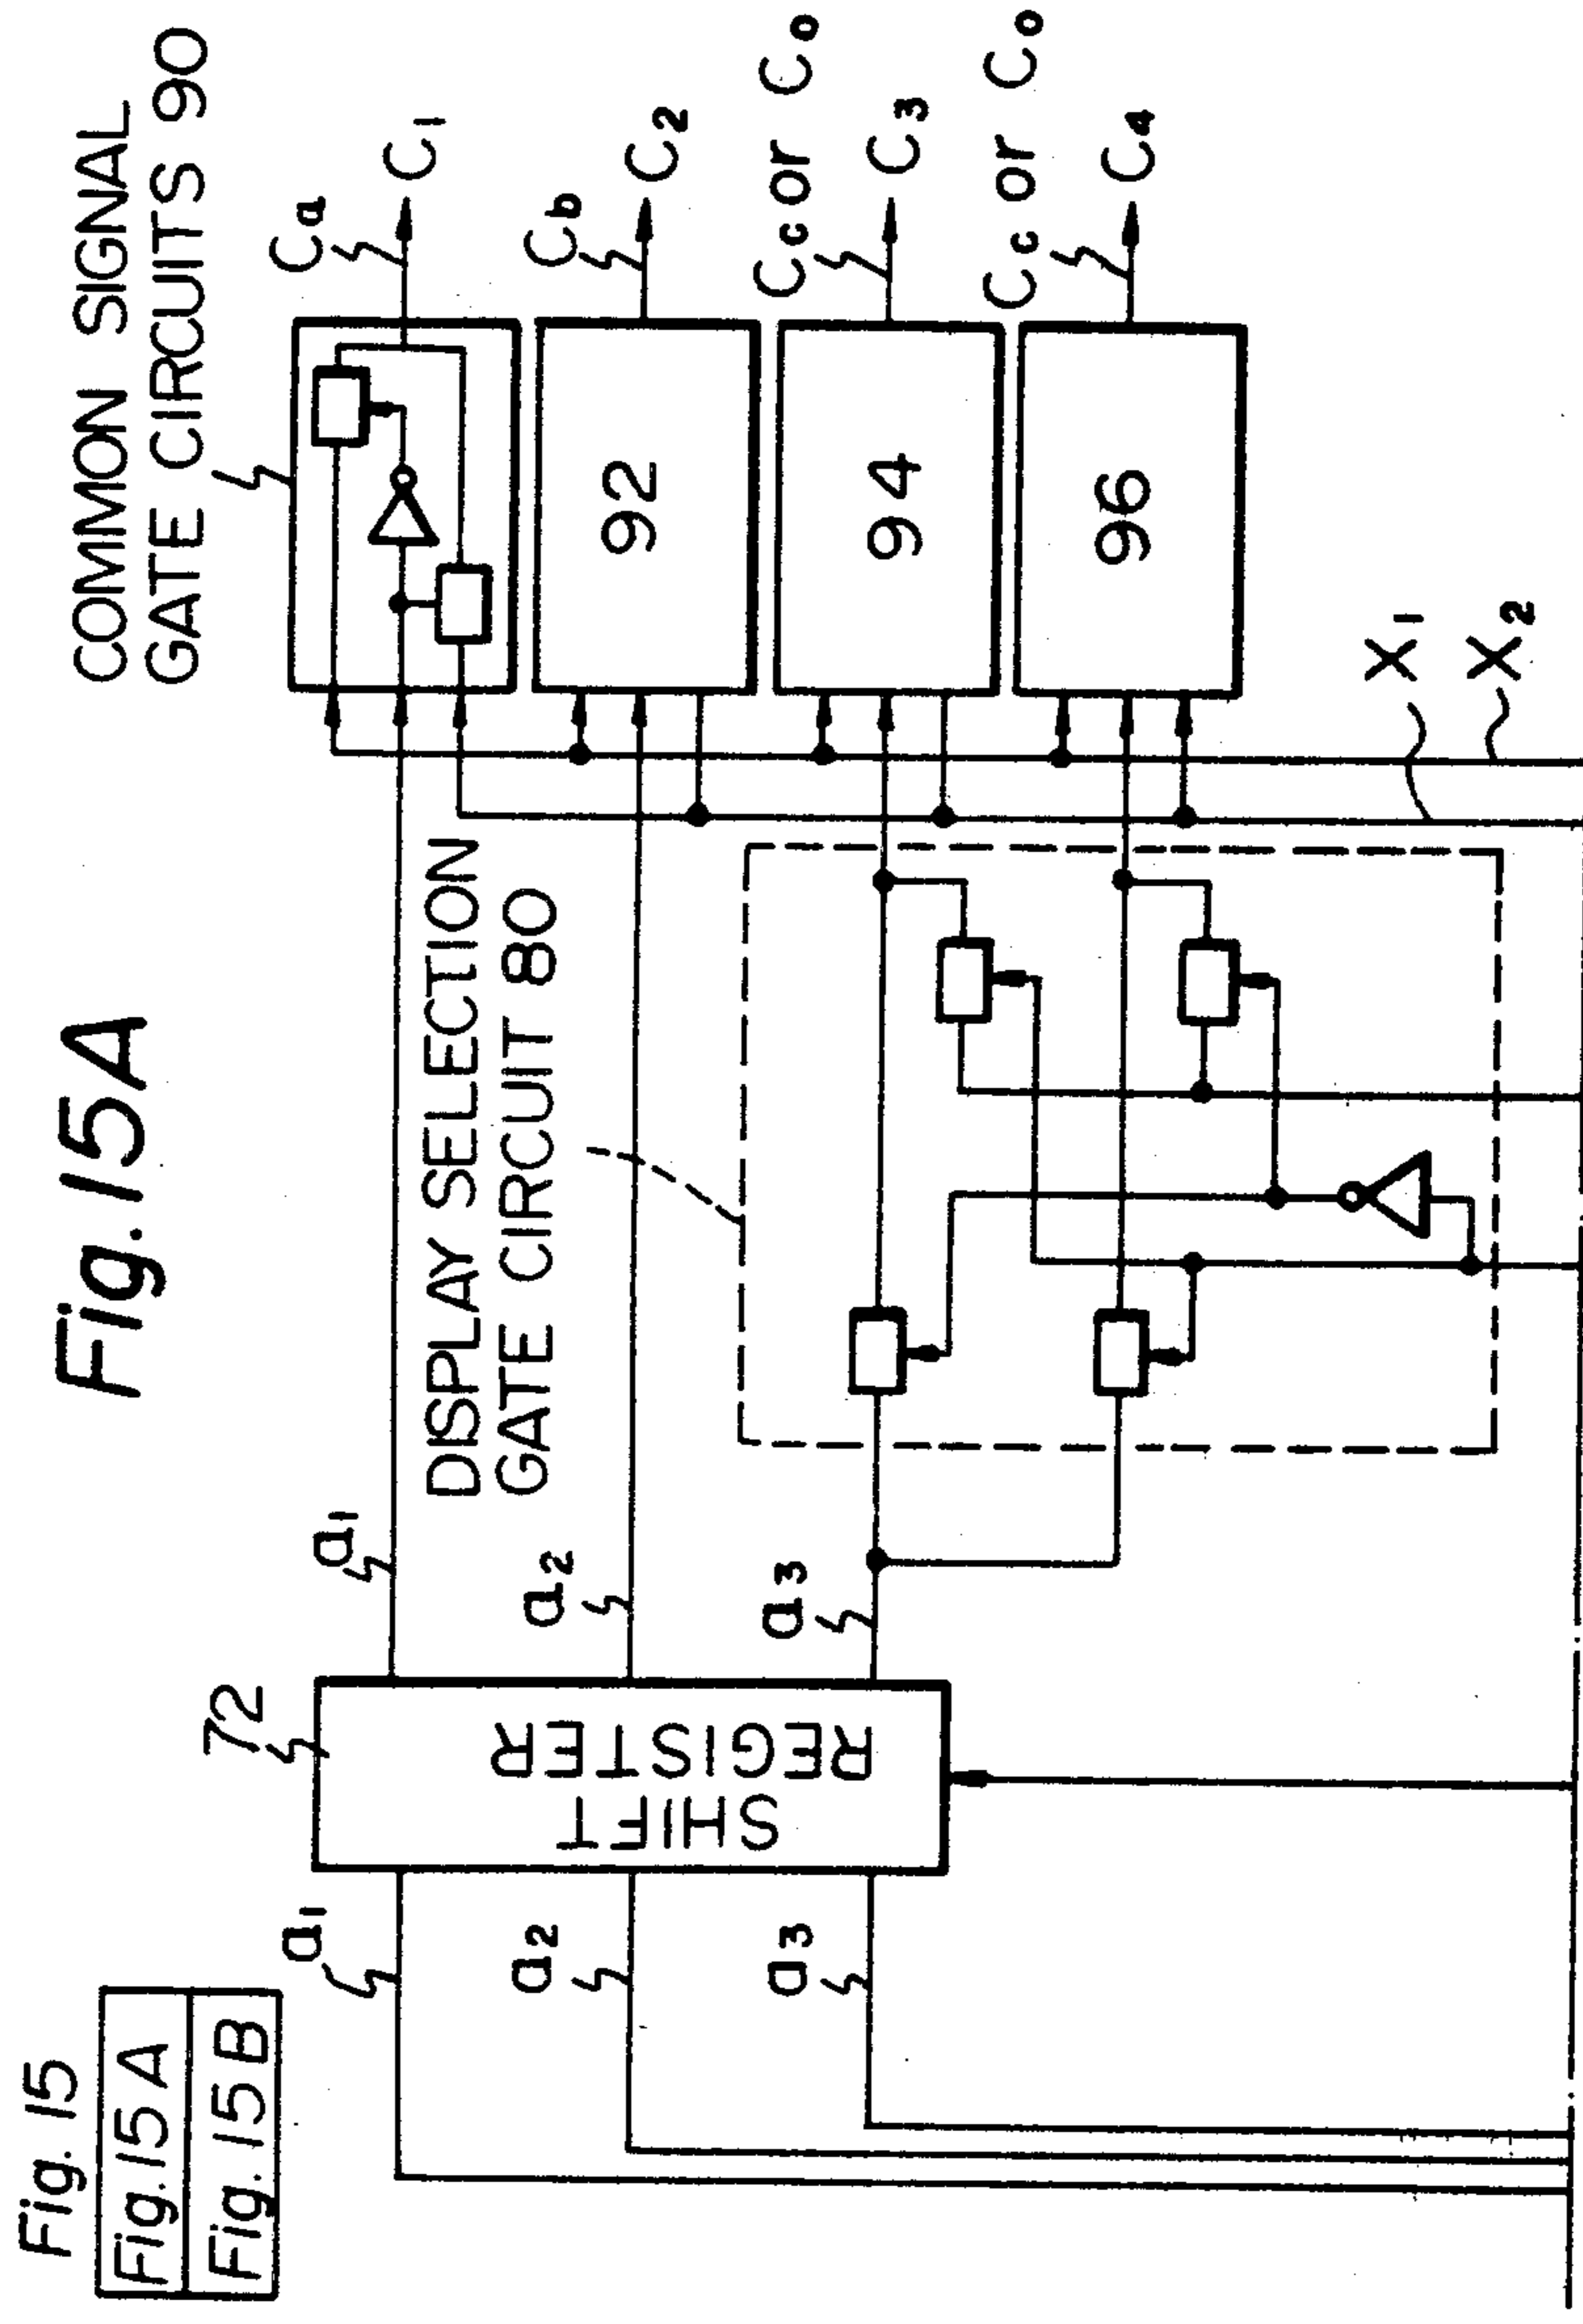 Fig. 15
Fig. 15 A
Fig. 15 B
Fig. 15A
COMMON SIGNAL
GATE CIRCUITS 90
a1
72
a1
Ca
C1
DISPLAY SELECTION
GATE CIRCUIT 80
a2
SHIFT
REGISTER
a2
92
Cb
C2
a3
a3
94
Cc or Co
C3
96
Cc or Co
C4
X1
X2